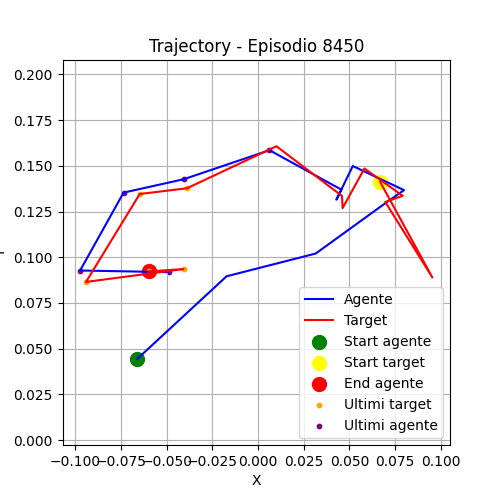 Trajectory - Episodio 8450
0.200
0.175
0.150
0.125
0.100
0.075
0.050
0.025
0.000
−0.100 −0.075 −0.050 −0.025 0.000 0.025 0.050 0.075 0.100
X
Agente
Target
Start agente
Start target
End agente
Ultimi target
Ultimi agente